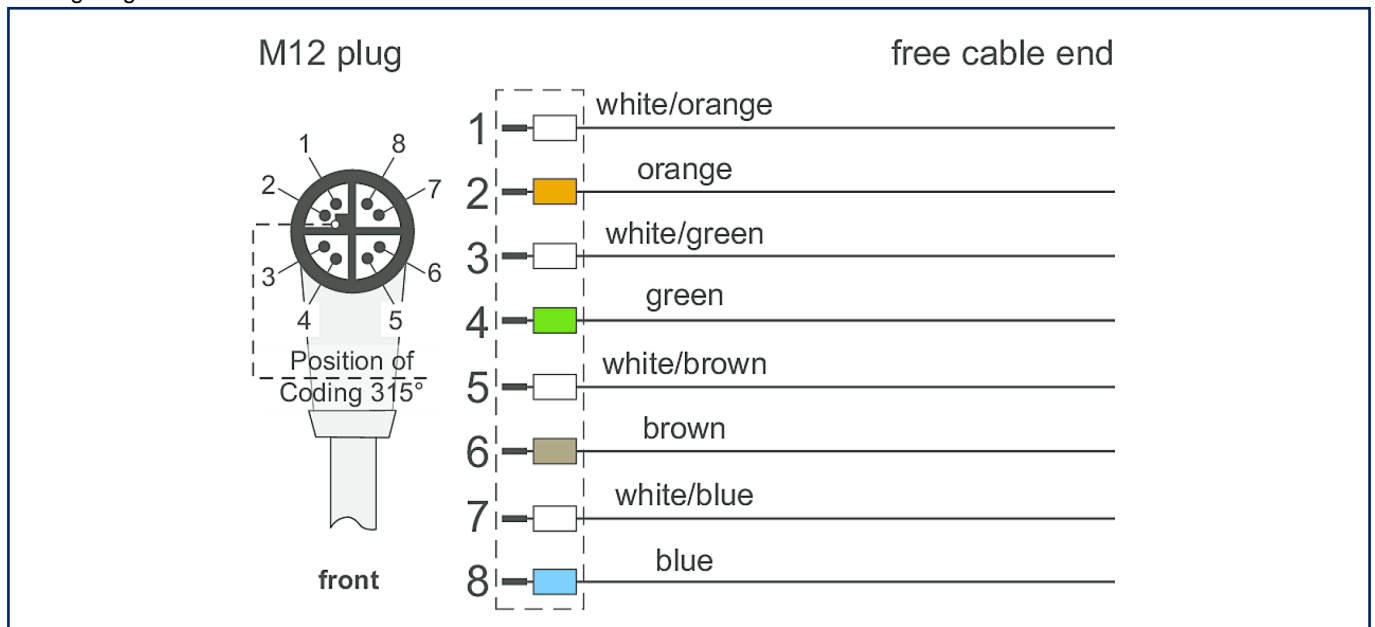 M12 plug
free cable end
1 8
2 7
3 6
4 5
Position of
Coding 315°
front
1 white/orange
2 orange
3 white/green
4 green
5 white/brown
6 brown
7 white/blue
8 blue